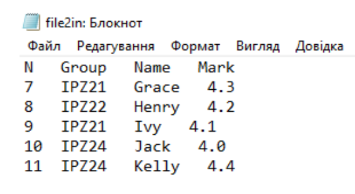 file2in: Блокнот
Файл Редагування Формат Вигляд Довідка
N Group Name Mark
7 IPZ21 Grace 4.3
8 IPZ22 Henry 4.2
9 IPZ21 Ivy 4.1
10 IPZ24 Jack 4.0
11 IPZ24 Kelly 4.4